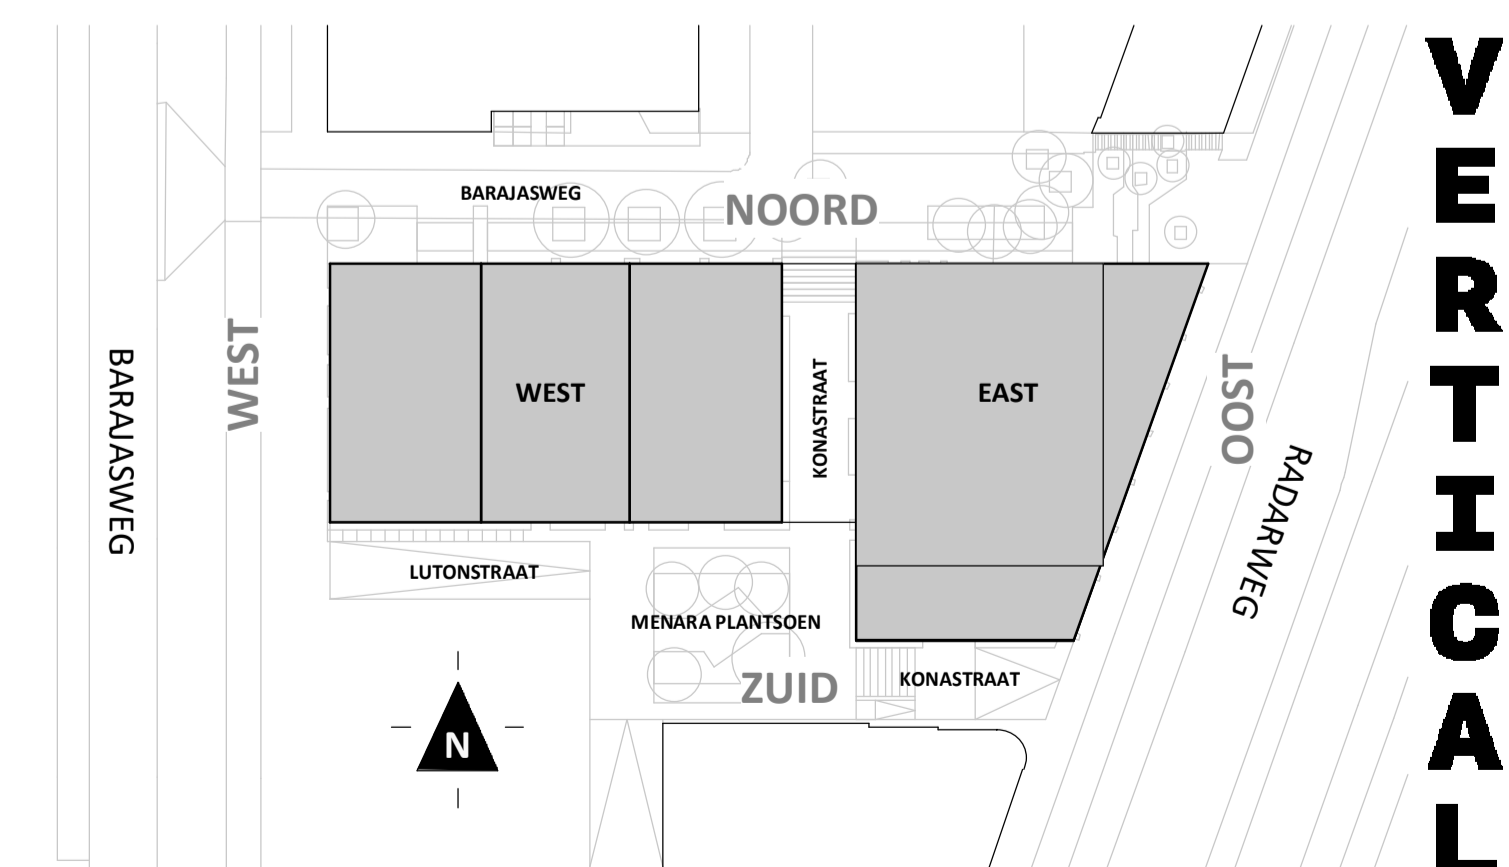 BARAJASWEG
NOORD
WEST
BARAJASWEG
WEST
KONASTRAAT
EAST
OOST
RADARWEG
LUTONSTRAAT
MENARA PLANTSOEN
ZUID
KONASTRAAT
N
VERTICAL